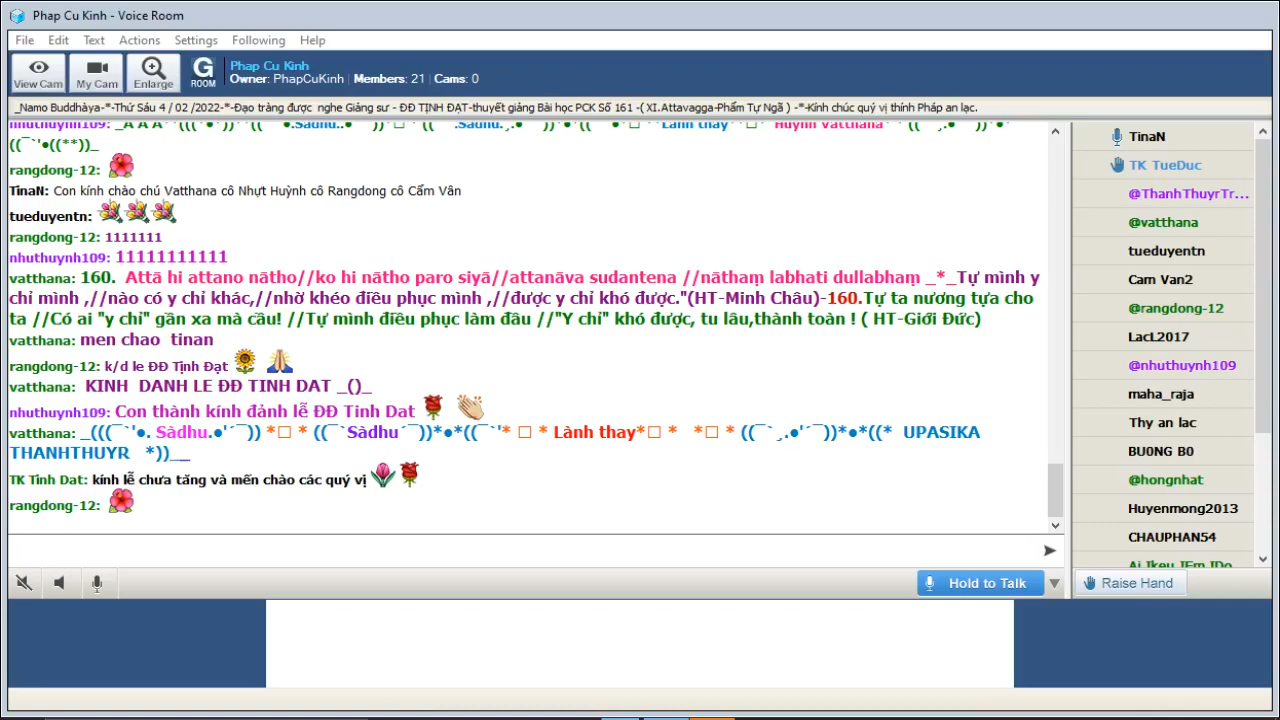 Phap Cu Kinh - Voice Room
File Edit Text Actions Settings Following Help
View Cam My Cam Enlarge G ROOM
Phap Cu Kinh
Owner: PhapCuKinh Members: 21 Cams: 0
_Namo Buddhàya-*-Thứ Sáu 4 / 02 /2022-*-Đạo tràng được nghe Giảng sư - ĐĐ TỊNH ĐẠT-thuyết giảng Bài học PCK Số 161 -( XI.Attavagga-Phẩm Tự Ngã ) -*-Kính chúc quý vị thính Pháp an lạc.
((¯`'●((**))_
rangdong-12:
TinaN: Con kính chào chú Vatthana cô Nhựt Huỳnh cô Rangdong cô Cẩm Vân
tueduyentn:
rangdong-12: 1111111
nhuthuynh109: 11111111111
vatthana: 160. Attā hi attano nātho//ko hi nātho paro siyā//attanāva sudantena //nāthaṃ labhati dullabhaṃ _*_Tự mình y
chỉ mình ,//nào có y chỉ khác,//nhờ khéo điều phục mình ,//được y chỉ khó được."(HT-Minh Châu)-160.Tự ta nương tựa cho
ta //Có ai "y chỉ" gần xa mà cầu! //Tự mình điều phục làm đầu //"Y chỉ" khó được, tu lâu,thành toàn ! ( HT-Giới Đức)
vatthana: men chao tinan
rangdong-12: k/d le ĐĐ Tịnh Đạt
vatthana: KINH DANH LE ĐĐ TINH DAT _()_
nhuthuynh109: Con thành kính đảnh lễ ĐĐ Tinh Dat
vatthana: _(((¯`'●. Sàdhu.●'´¯)) *□ * ((¯`Sàdhu´¯))*●*((¯`'* □ * Lành thay*□ * *□ * ((¯`¸.●'´¯))*●*((* UPASIKA
THANHTHUYR *))__
TK Tinh Dat: kính lễ chưa tăng và mến chào các quý vị
rangdong-12:
Hold to Talk
TinaN
TK TueDuc
@ThanhThuyrTr...
@vatthana
tueduyentn
Cam Van2
@rangdong-12
LacL2017
@nhuthuynh109
maha_raja
Thy an lac
BU0NG B0
@hongnhat
Huyenmong2013
CHAUPHAN54
Raise Hand